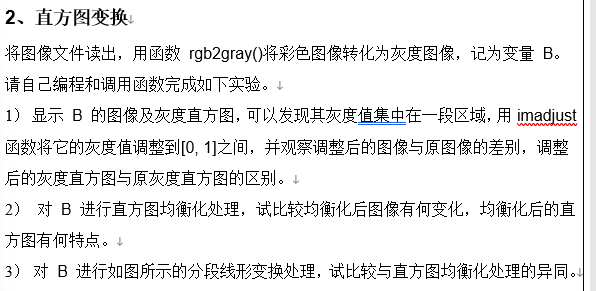 2、直方图变换
将图像文件读出，用函数 rgb2gray()将彩色图像转化为灰度图像，记为变量 B。
请自己编程和调用函数完成如下实验。
1） 显示 B 的图像及灰度直方图，可以发现其灰度值集中在一段区域，用 imadjust
函数将它的灰度值调整到[0, 1]之间，并观察调整后的图像与原图像的差别，调整
后的灰度直方图与原灰度直方图的区别。
2） 对 B 进行直方图均衡化处理，试比较均衡化后图像有何变化，均衡化后的直
方图有何特点。
3） 对 B 进行如图所示的分段线形变换处理，试比较与直方图均衡化处理的异同。